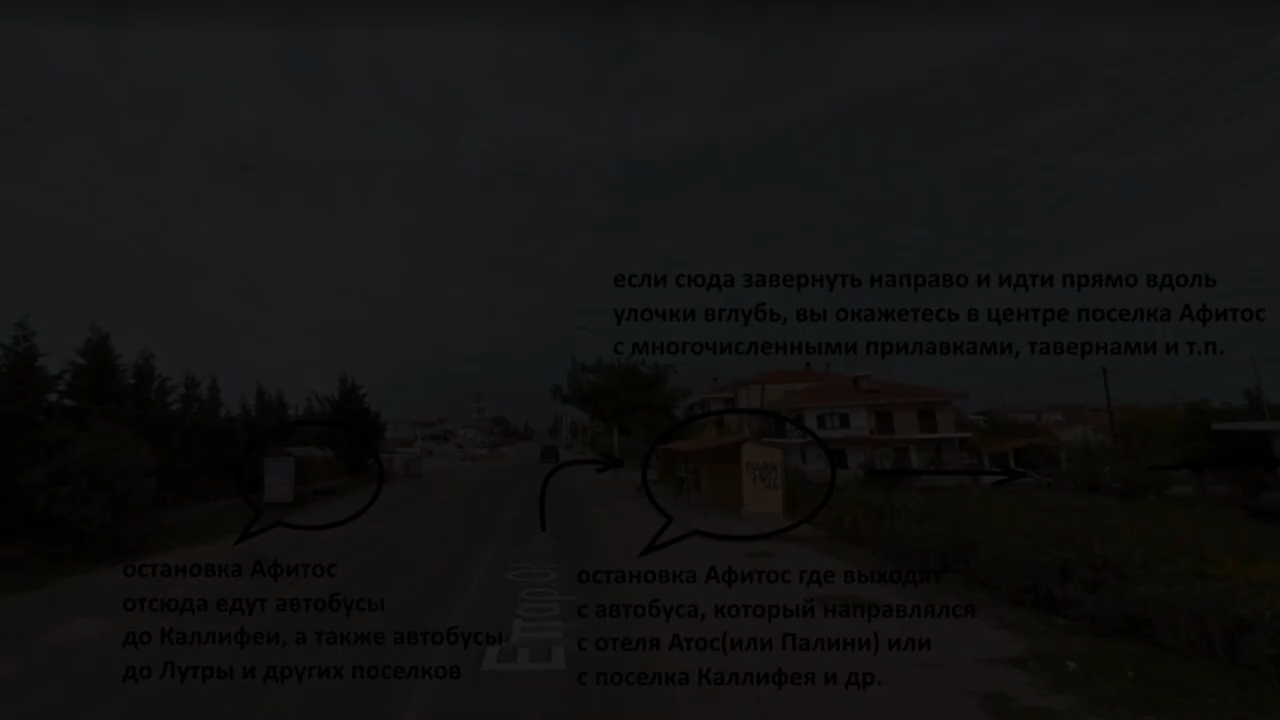 если сюда завернуть направо и идти прямо вдоль
улочки вглубь, вы окажетесь в центре поселка Афитос
с многочисленными прилавками, тавернами и т.п.
остановка Афитос
отсюда едут автобусы
до Каллифеи, а также автобусы
до Лутры и других поселков
остановка Афитос где выходят
с автобуса, который направлялся
с отеля Атос(или Палини) или
с поселка Каллифея и др.